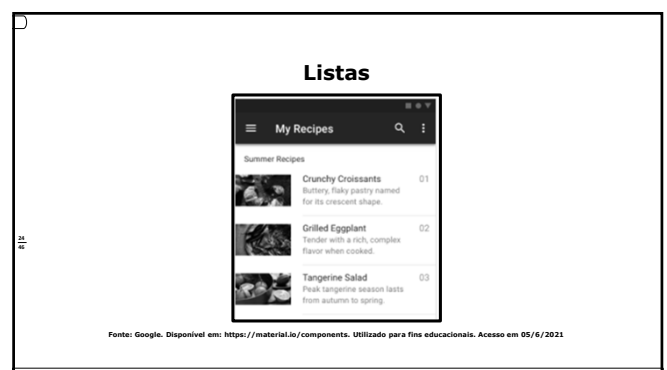 Listas
My Recipes
Summer Recipes
Crunchy Croissants 01
Buttery, flaky pastry named
for its crescent shape.
Grilled Eggplant 02
Tender with a rich, complex
flavor when cooked.
Tangerine Salad 03
Peak tangerine season lasts
from autumn to spring.
24
46
Fonte: Google. Disponível em: https://material.io/components. Utilizado para fins educacionais. Acesso em 05/6/2021